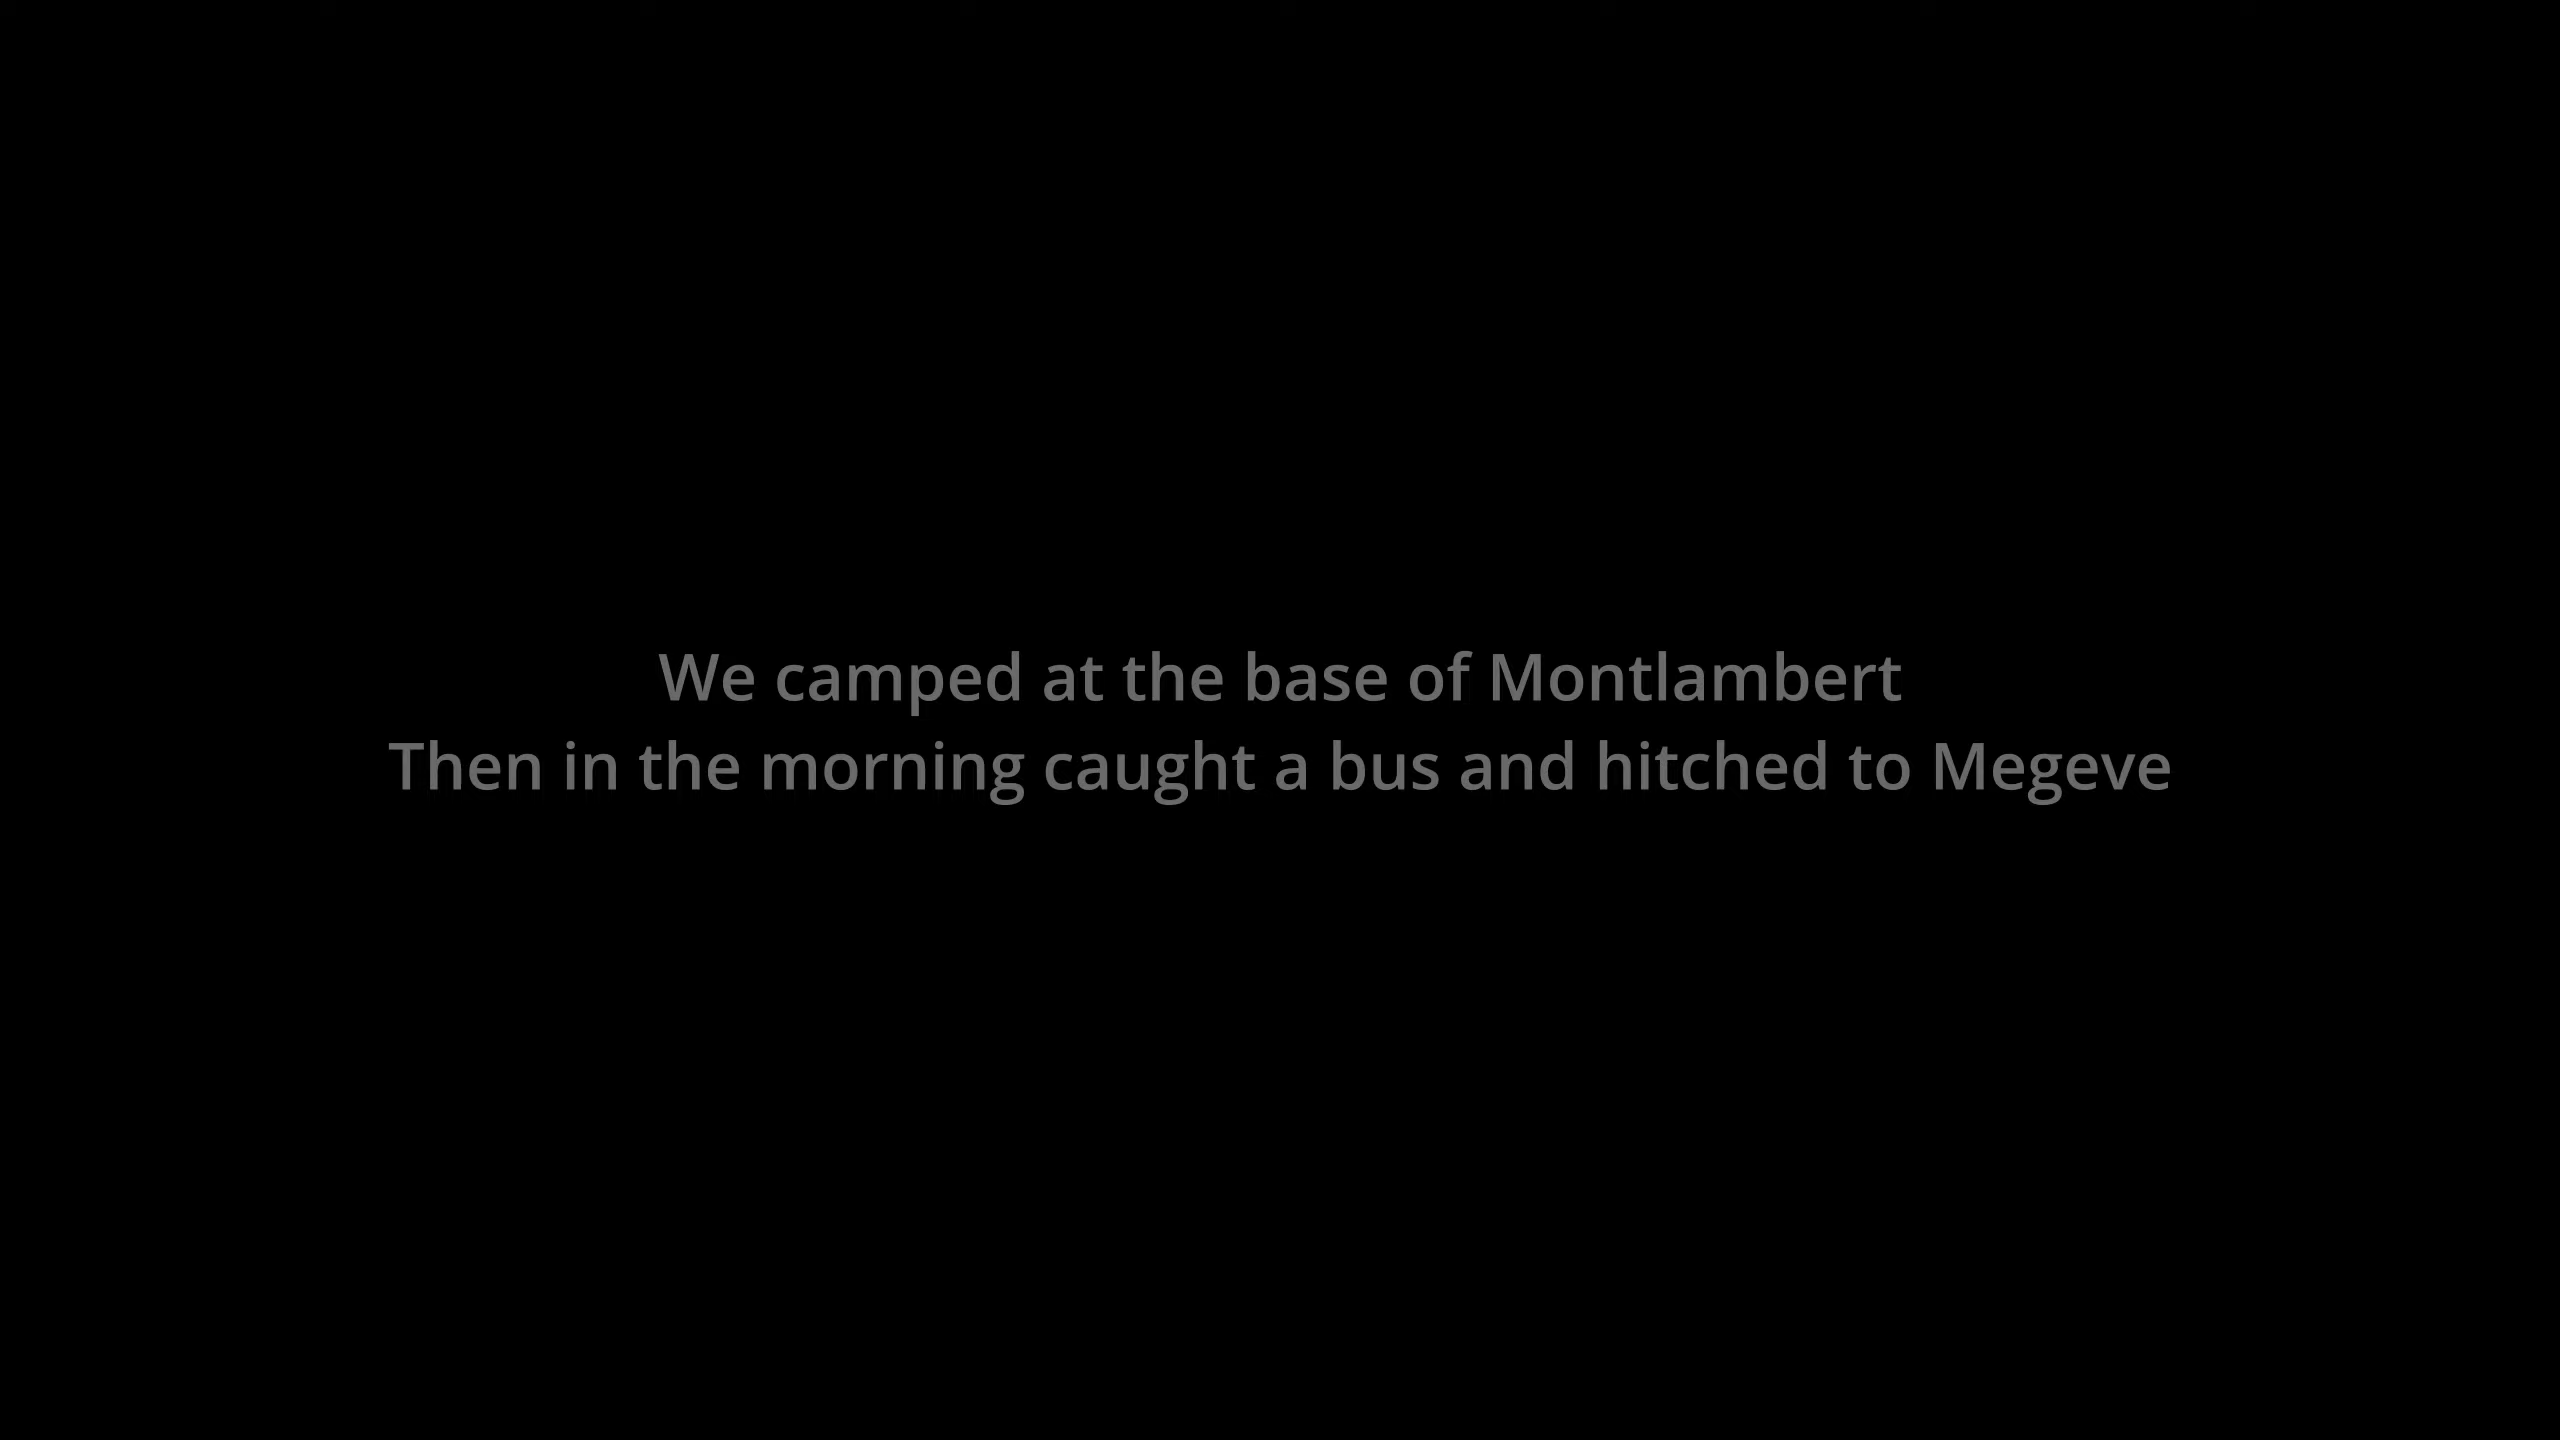 We camped at the base of Montlambert
Then in the morning caught a bus and hitched to Megeve